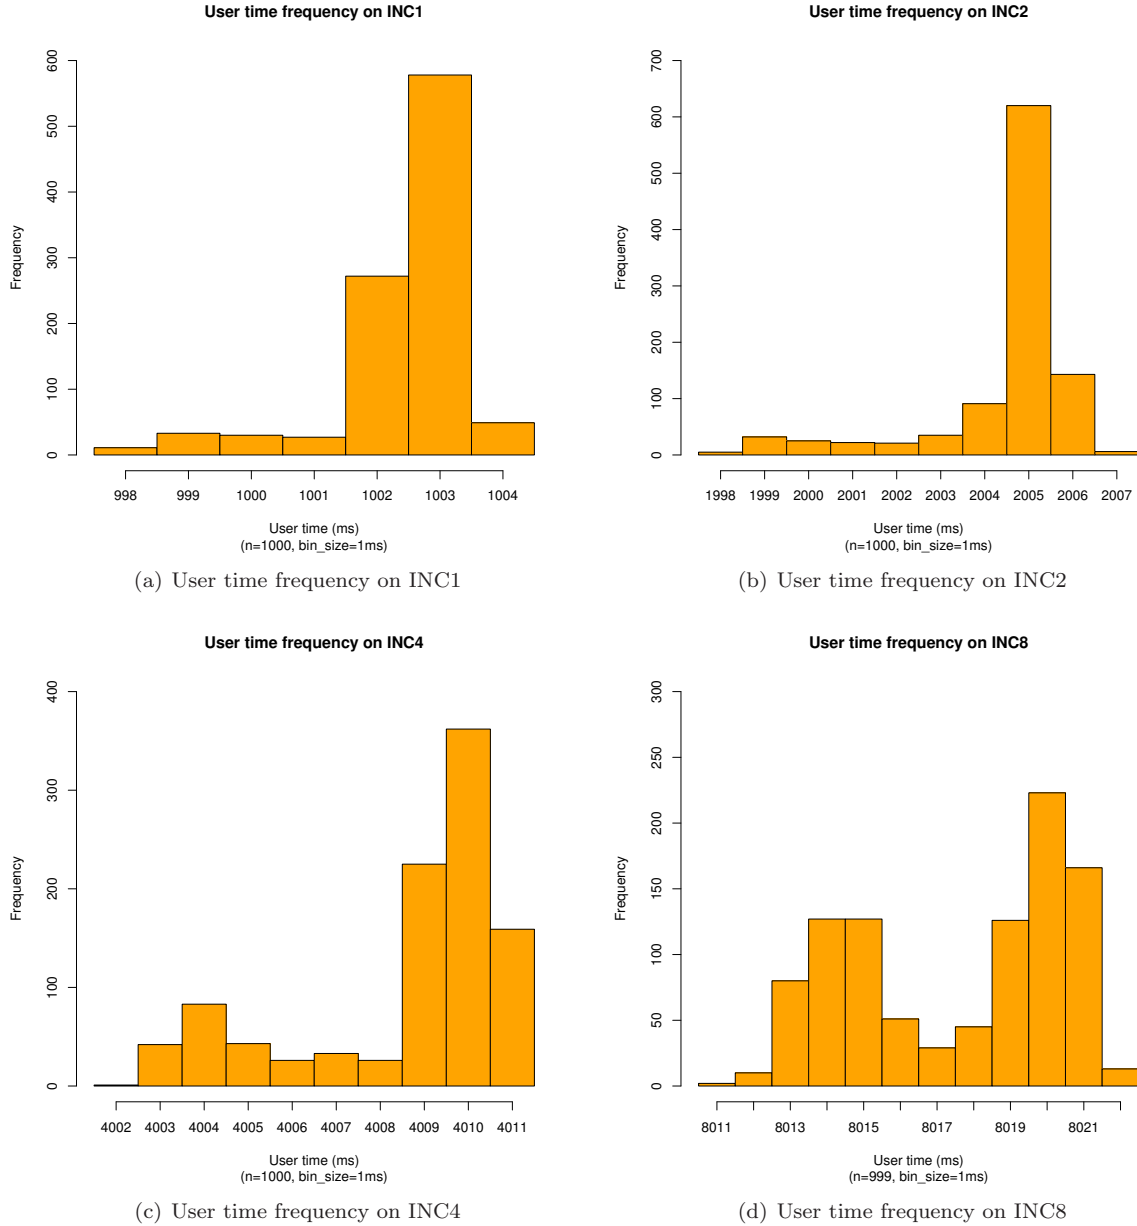 User time frequency on INC1
600
500
400
300
200
100
0
Frequency
998 999 1000 1001 1002 1003 1004
User time (ms)
(n=1000, bin_size=1ms)
(a) User time frequency on INC1
User time frequency on INC2
700
600
500
400
300
200
100
0
Frequency
1998 1999 2000 2001 2002 2003 2004 2005 2006 2007
User time (ms)
(n=1000, bin_size=1ms)
(b) User time frequency on INC2
User time frequency on INC4
400
300
200
100
0
Frequency
4002 4003 4004 4005 4006 4007 4008 4009 4010 4011
User time (ms)
(n=1000, bin_size=1ms)
(c) User time frequency on INC4
User time frequency on INC8
300
250
200
150
100
50
0
Frequency
8011 8013 8015 8017 8019 8021
User time (ms)
(n=999, bin_size=1ms)
(d) User time frequency on INC8